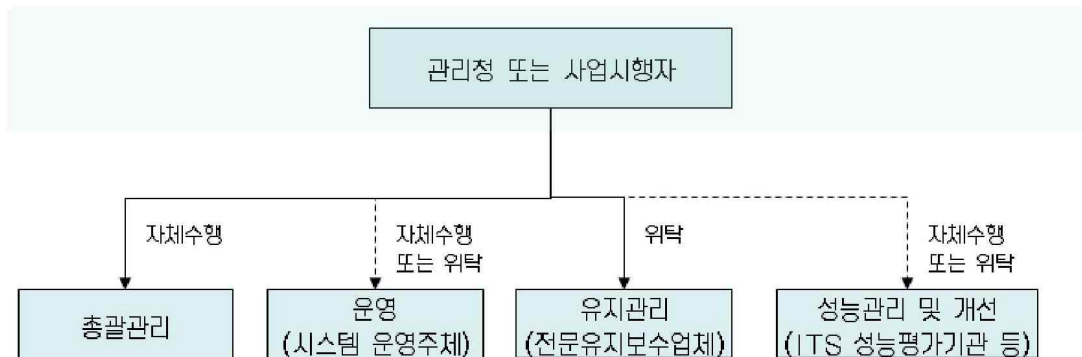 관리청 또는 사업시행자
자체수행
자체수행
또는 위탁
위탁
자체수행
또는 위탁
총괄관리
운영
(시스템 운영주체)
유지관리
(전문유지보수업체)
성능관리 및 개선
(ITS 성능평가기관 등)